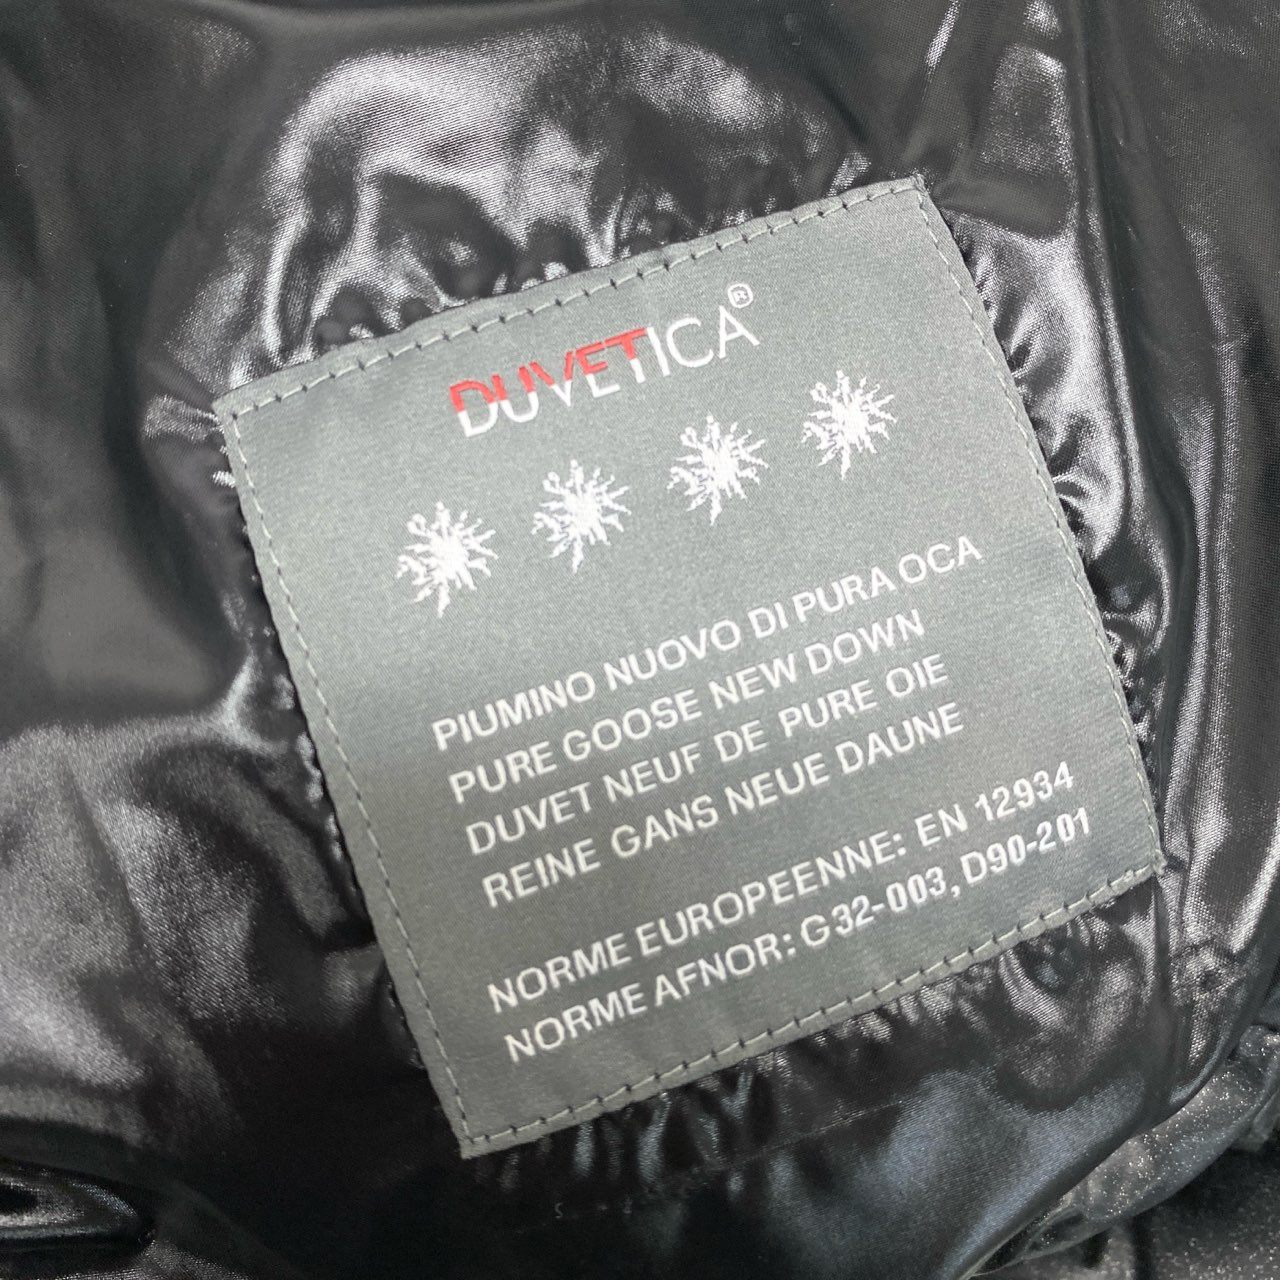 DUVETICA®
PIUMINO NUOVO DI PURA OCA
PURE GOOSE NEW DOWN
DUVET NEUF DE PURE OIE
REINE GANS NEUE DAUNE
NORME EUROPEENNE: EN 12934
NORME AFNOR: G32-003, D90-201